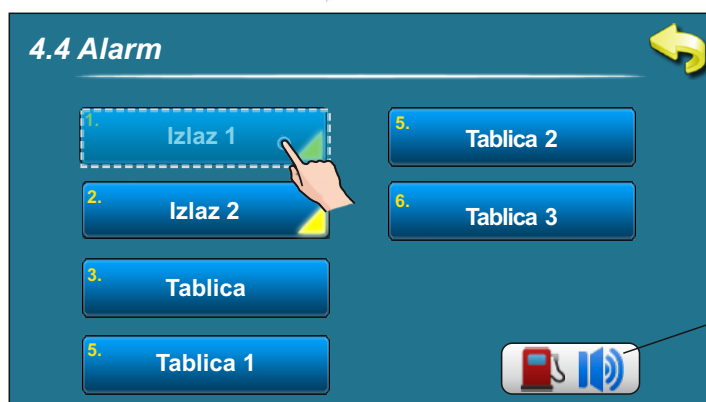 4.4 Alarm
1. Izlaz 1
2. Izlaz 2
3. Tablica
5. Tablica 1
5. Tablica 2
6. Tablica 3